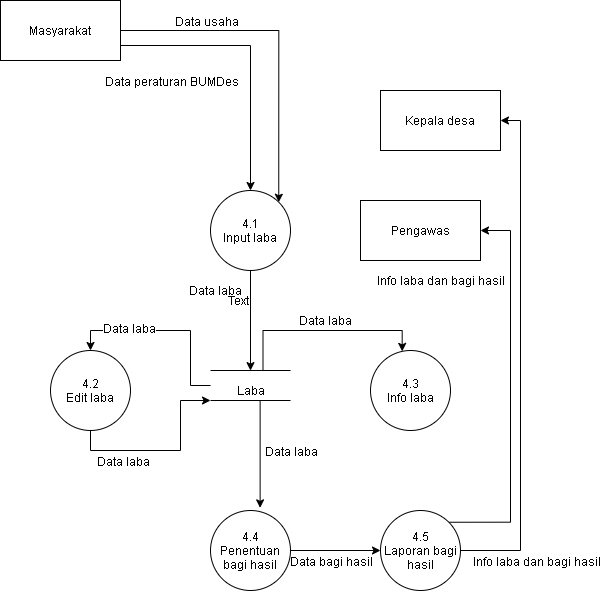 Masyarakat
Data usaha
Data peraturan BUMDes
Kepala desa
4.1
Input laba
Pengawas
Info laba dan bagi hasil
Data laba
Text
Data laba
Data laba
4.2
Edit laba
Laba
4.3
Info laba
Data laba
Data laba
4.4
Penentuan
bagi hasil
Data bagi hasil
4.5
Laporan bagi
hasil
Info laba dan bagi hasil